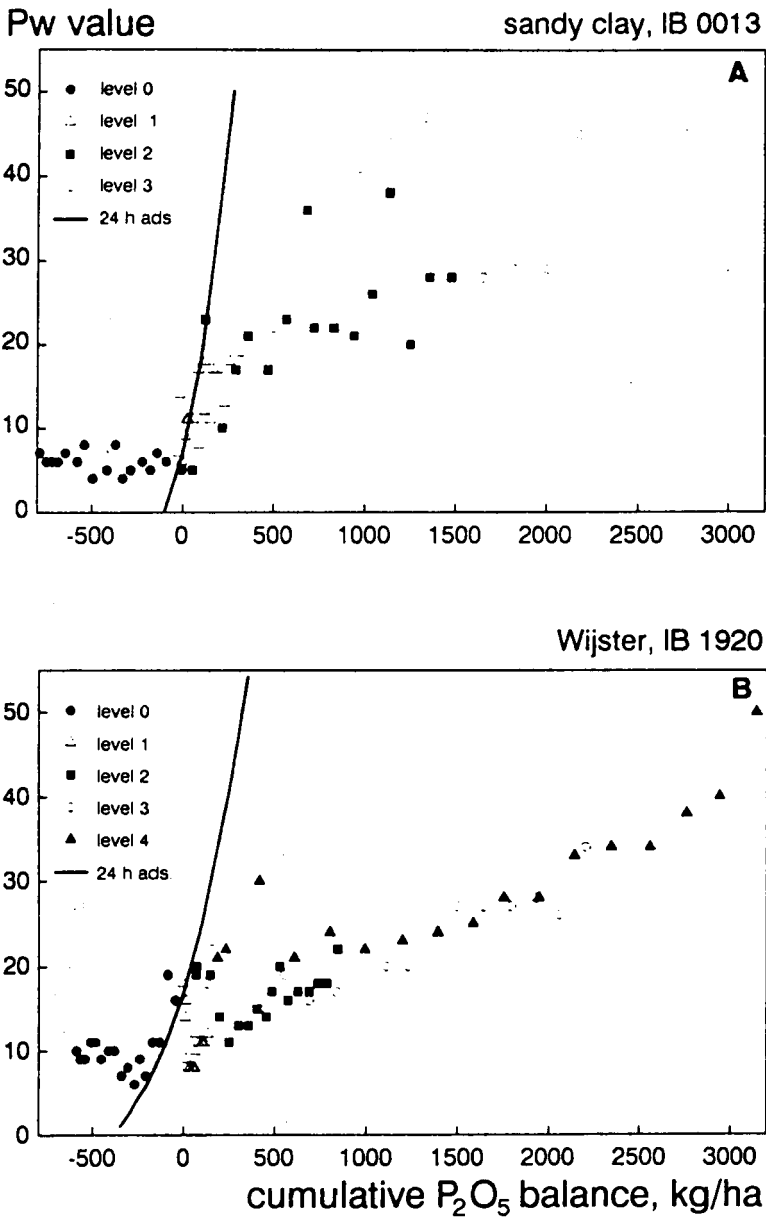 Pw value
sandy clay, IB 0013
A
50
40
30
20
10
0
level 0
level 1
level 2
level 3
24 h ads
-500 0 500 1000 1500 2000 2500 3000
Wijster, IB 1920
B
50
40
30
20
10
0
level 0
level 1
level 2
level 3
level 4
24 h ads.
-500 0 500 1000 1500 2000 2500 3000
cumulative P₂O₅ balance, kg/ha